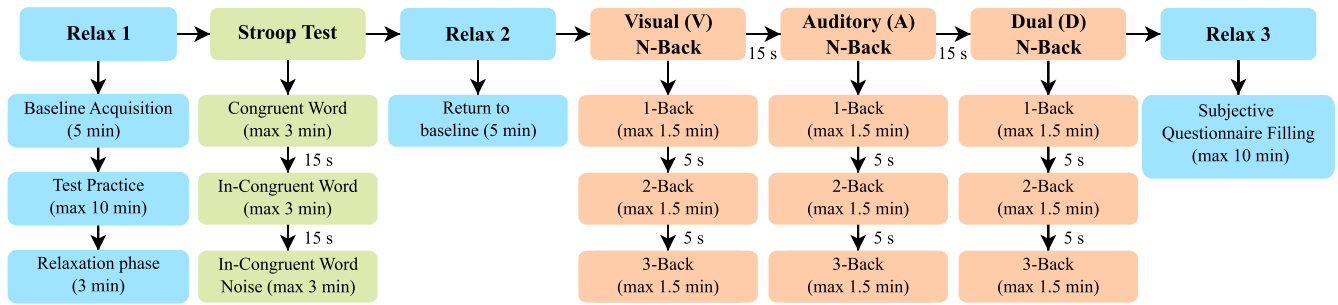 Relax 1
Baseline Acquisition
(5 min)
Test Practice
(max 10 min)
Relaxation phase
(3 min)
Stroop Test
Congruent Word
(max 3 min)
15 s
In-Congruent Word
(max 3 min)
15 s
In-Congruent Word
Noise (max 3 min)
Relax 2
Return to
baseline (5 min)
Visual (V)
N-Back
1-Back
(max 1.5 min)
5 s
2-Back
(max 1.5 min)
5 s
3-Back
(max 1.5 min)
15 s
Auditory (A)
N-Back
1-Back
(max 1.5 min)
5 s
2-Back
(max 1.5 min)
5 s
3-Back
(max 1.5 min)
15 s
Dual (D)
N-Back
1-Back
(max 1.5 min)
5 s
2-Back
(max 1.5 min)
5 s
3-Back
(max 1.5 min)
Relax 3
Subjective
Questionnaire Filling
(max 10 min)